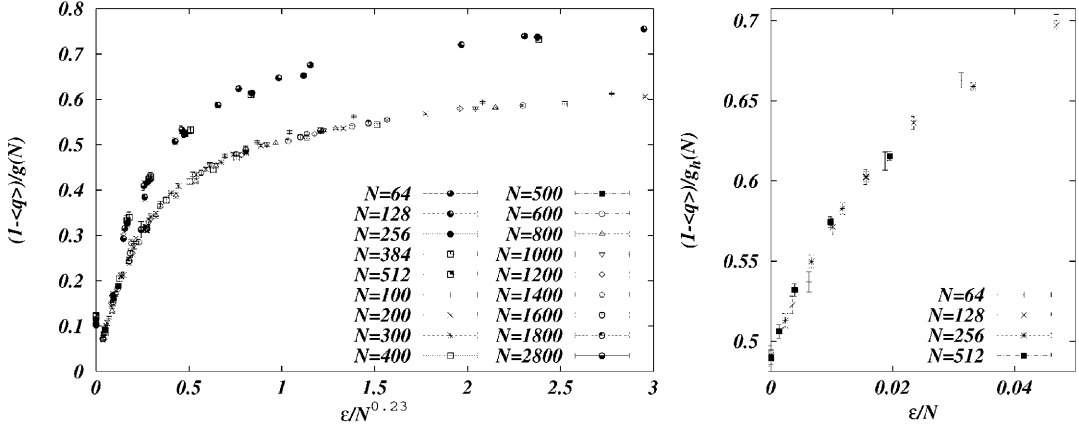 (1-<q>)/g(N)
0.8
0.7
0.6
0.5
0.4
0.3
0.2
0.1
0
N=64
N=128
N=256
N=384
N=512
N=100
N=200
N=300
N=400
N=500
N=600
N=800
N=1000
N=1200
N=1400
N=1600
N=1800
N=2800
0 0.5 1 1.5 2 2.5 3
ε/N^0.23
(1-<q>)/g_h(N)
0.7
0.65
0.6
0.55
0.5
N=64
N=128
N=256
N=512
0 0.02 0.04
ε/N